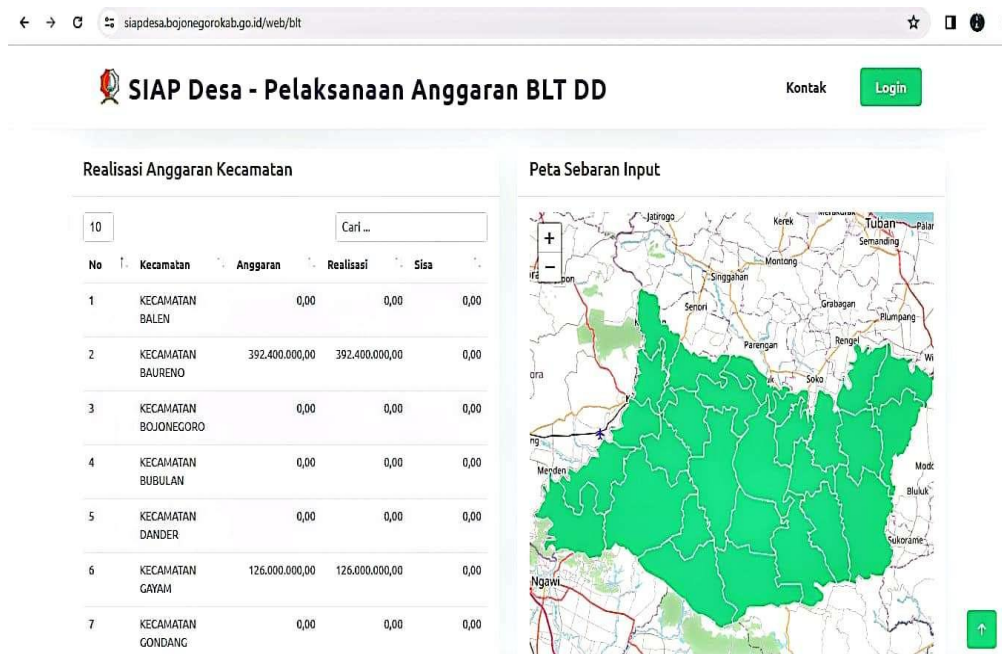 siapdesa.bojonegorokab.go.id/web/blt
SIAP Desa - Pelaksanaan Anggaran BLT DD
Kontak
Login
Realisasi Anggaran Kecamatan
10
Cari ...
No Kecamatan Anggaran Realisasi Sisa
1 KECAMATAN 0,00 0,00 0,00
BALEN
2 KECAMATAN 392.400.000,00 392.400.000,00 0,00
BAURENO
3 KECAMATAN 0,00 0,00 0,00
BOJONEGORO
4 KECAMATAN 0,00 0,00 0,00
BUBULAN
5 KECAMATAN 0,00 0,00 0,00
DANDER
6 KECAMATAN 126.000.000,00 126.000.000,00 0,00
GAYAM
7 KECAMATAN 0,00 0,00 0,00
GONDANG
Peta Sebaran Input
+
−
Jatirogo
Kerek
Tuban
Palar
Semanding
Montong
Singgahan
Senori
Grabagan
Plumpang
Parengan
Rengel
Soko
Menden
Bluluk
Sukorame
Ngawi